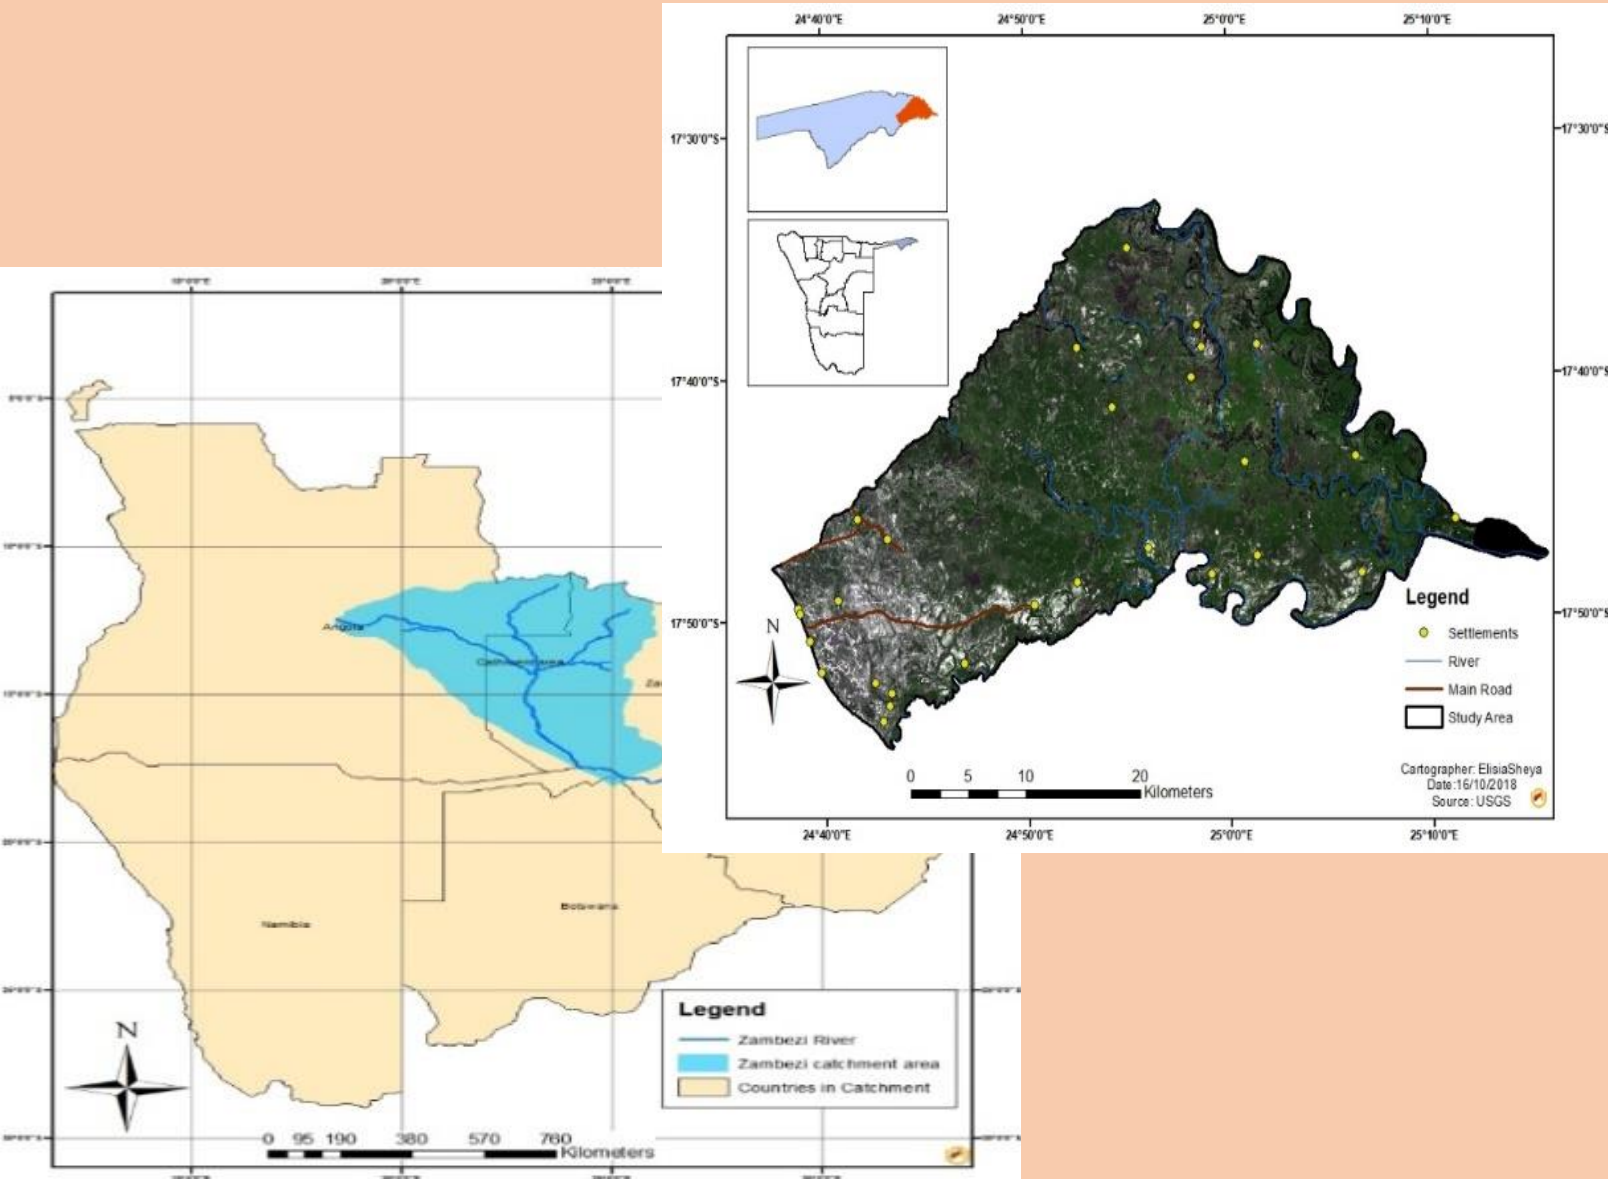 24°40'0"E 24°50'0"E 25°0'0"E 25°10'0"E
17°30'0"S 17°30'0"S
17°40'0"S 17°40'0"S
17°50'0"S 17°50'0"S
N
Legend
Settlements
River
Main Road
Study Area
0 5 10 20
Kilometers
Cartographer: ElisiaSheya
Date:16/10/2018
Source: USGS
24°40'0"E 24°50'0"E 25°0'0"E 25°10'0"E
Angola
Catchment area
Namibia
Botswana
N
Legend
Zambezi River
Zambezi catchment area
Countries in Catchment
0 95 190 380 570 760
Kilometers